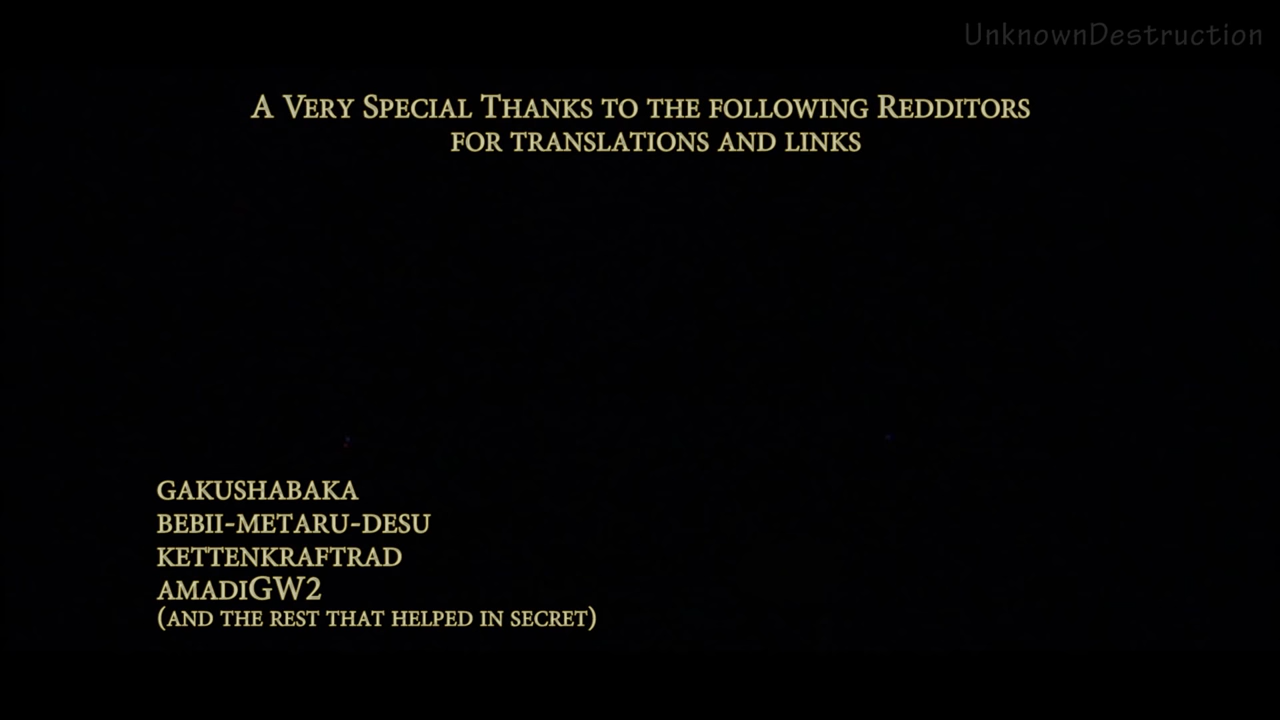 UnknownDestruction
A Very Special Thanks to the following Redditors
for translations and links
gakushabaka
bebii-metaru-desu
kettenkraftrad
amadiGW2
(and the rest that helped in secret)